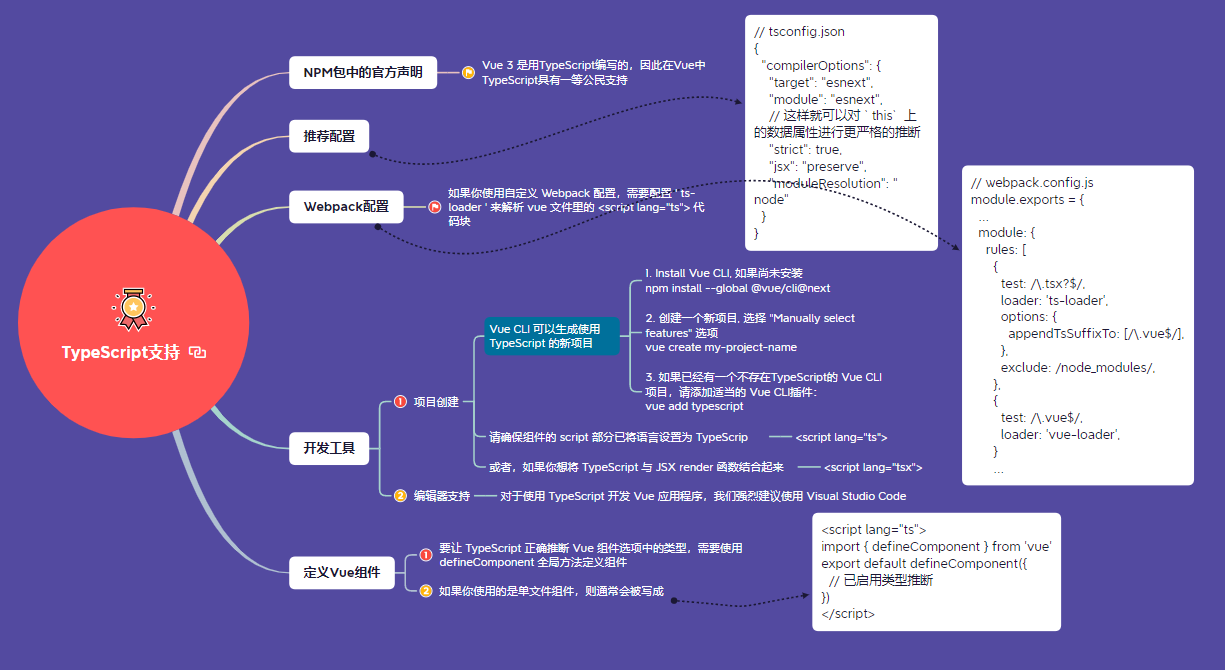 TypeScript支持
NPM包中的官方声明
Vue 3 是用TypeScript编写的，因此在Vue中
TypeScript具有一等公民支持
推荐配置
// tsconfig.json
{
"compilerOptions": {
"target": "esnext",
"module": "esnext",
// 这样就可以对 ` this` 上
的数据属性进行更严格的推断
"strict": true,
"jsx": "preserve",
"moduleResolution": "
node"
}
}
Webpack配置
如果你使用自定义 Webpack 配置，需要配置 ' ts-
loader ' 来解析 vue 文件里的 <script lang="ts"> 代
码块
// webpack.config.js
module.exports = {
...
module: {
rules: [
{
test: /\.tsx?$/,
loader: 'ts-loader',
options: {
appendTsSuffixTo: [/\.vue$/],
},
exclude: /node_modules/,
},
{
test: /\.vue$/,
loader: 'vue-loader',
}
...
开发工具
1 项目创建
Vue CLI 可以生成使用
TypeScript 的新项目
1. Install Vue CLI, 如果尚未安装
npm install --global @vue/cli@next
2. 创建一个新项目, 选择 "Manually select
features" 选项
vue create my-project-name
3. 如果已经有一个不存在TypeScript的 Vue CLI
项目，请添加适当的 Vue CLI插件：
vue add typescript
请确保组件的 script 部分已将语言设置为 TypeScrip
<script lang="ts">
或者，如果你想将 TypeScript 与 JSX render 函数结合起来
<script lang="tsx">
2 编辑器支持
对于使用 TypeScript 开发 Vue 应用程序，我们强烈建议使用 Visual Studio Code
定义Vue组件
1 要让 TypeScript 正确推断 Vue 组件选项中的类型，需要使用
defineComponent 全局方法定义组件
2 如果你使用的是单文件组件，则通常会被写成
<script lang="ts">
import { defineComponent } from 'vue'
export default defineComponent({
// 已启用类型推断
})
</script>